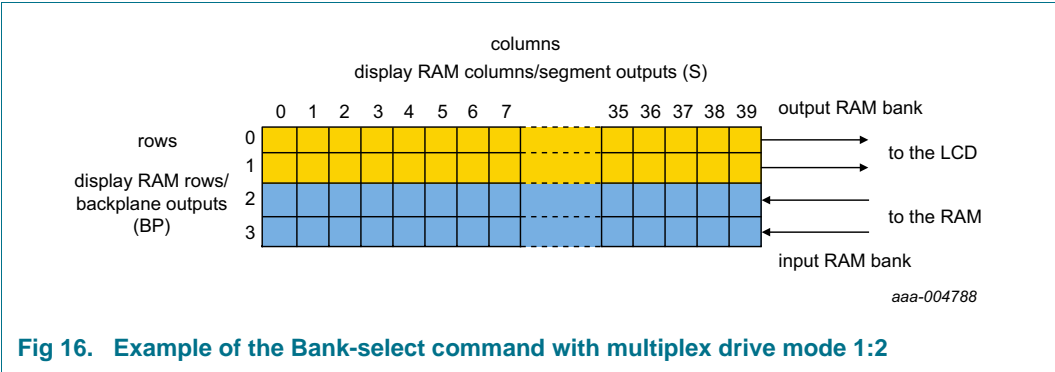 columns
display RAM columns/segment outputs (S)
0 1 2 3 4 5 6 7 35 36 37 38 39 output RAM bank
rows 0
to the LCD
1
display RAM rows/
backplane outputs 2
(BP)
to the RAM
3
input RAM bank
aaa-004788
Fig 16. Example of the Bank-select command with multiplex drive mode 1:2